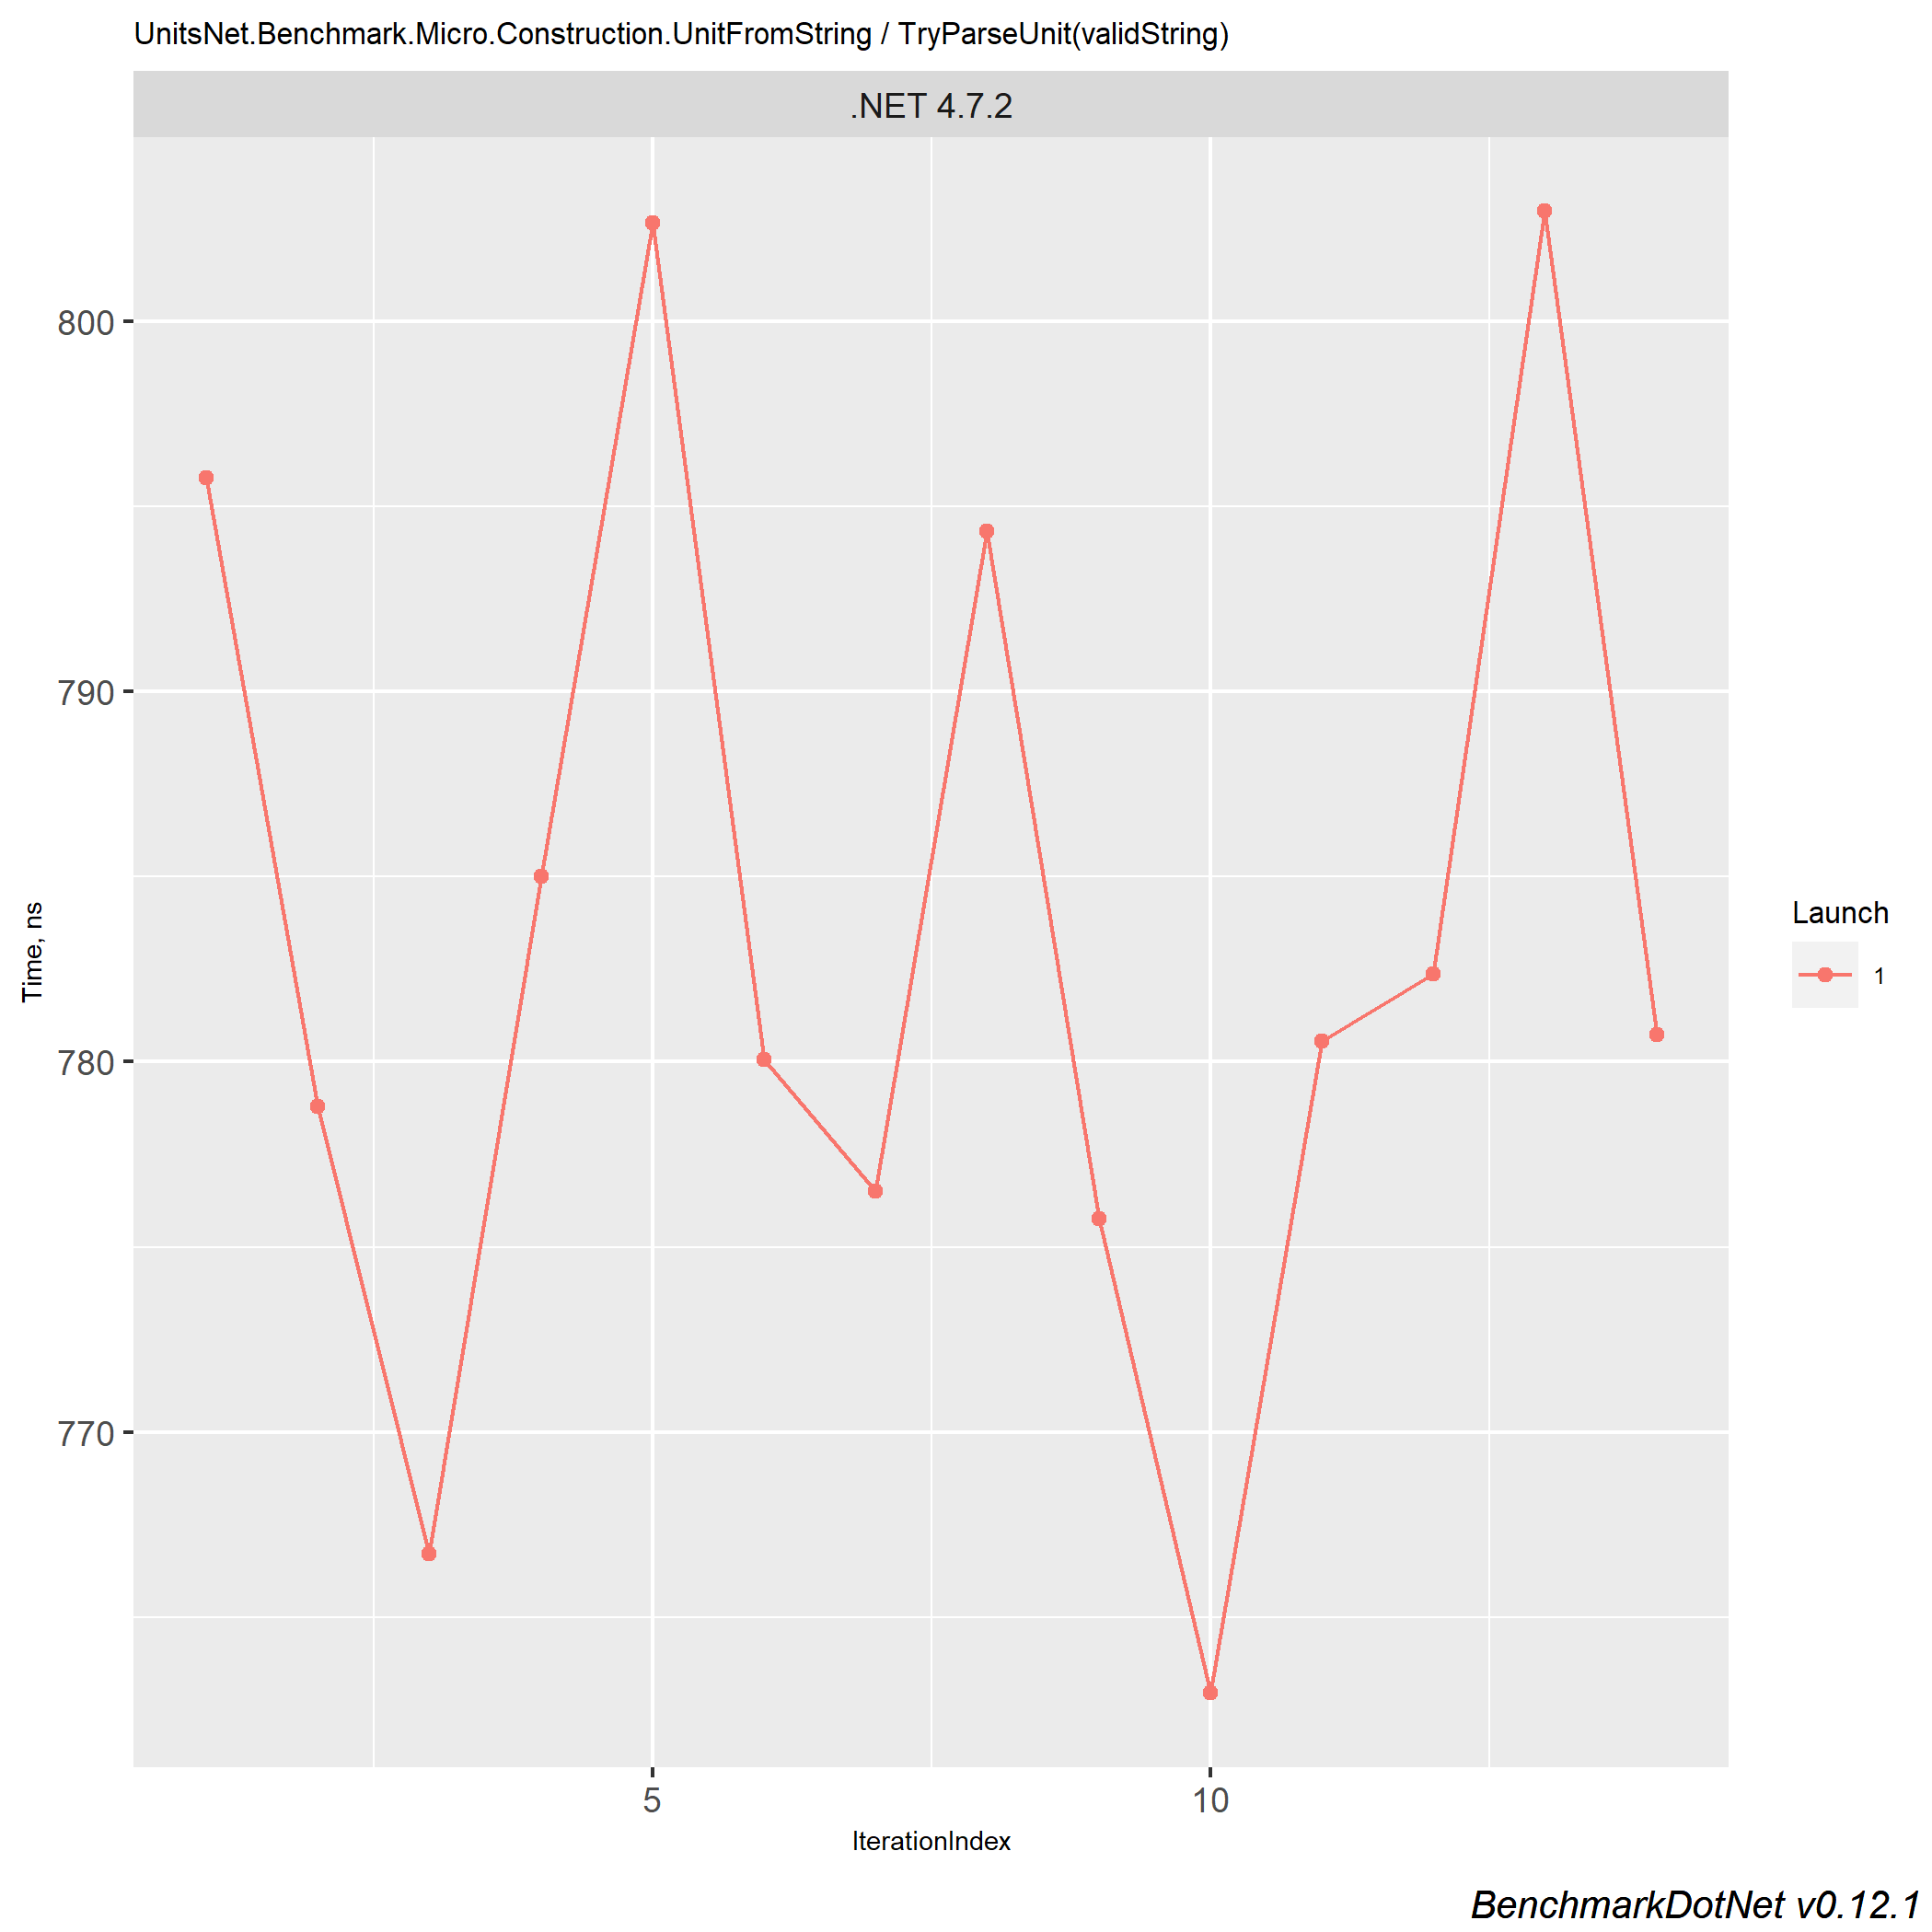 UnitsNet.Benchmark.Micro.Construction.UnitFromString / TryParseUnit(validString)
.NET 4.7.2
800
790
780
770
Time, ns
5
10
IterationIndex
Launch
1
BenchmarkDotNet v0.12.1